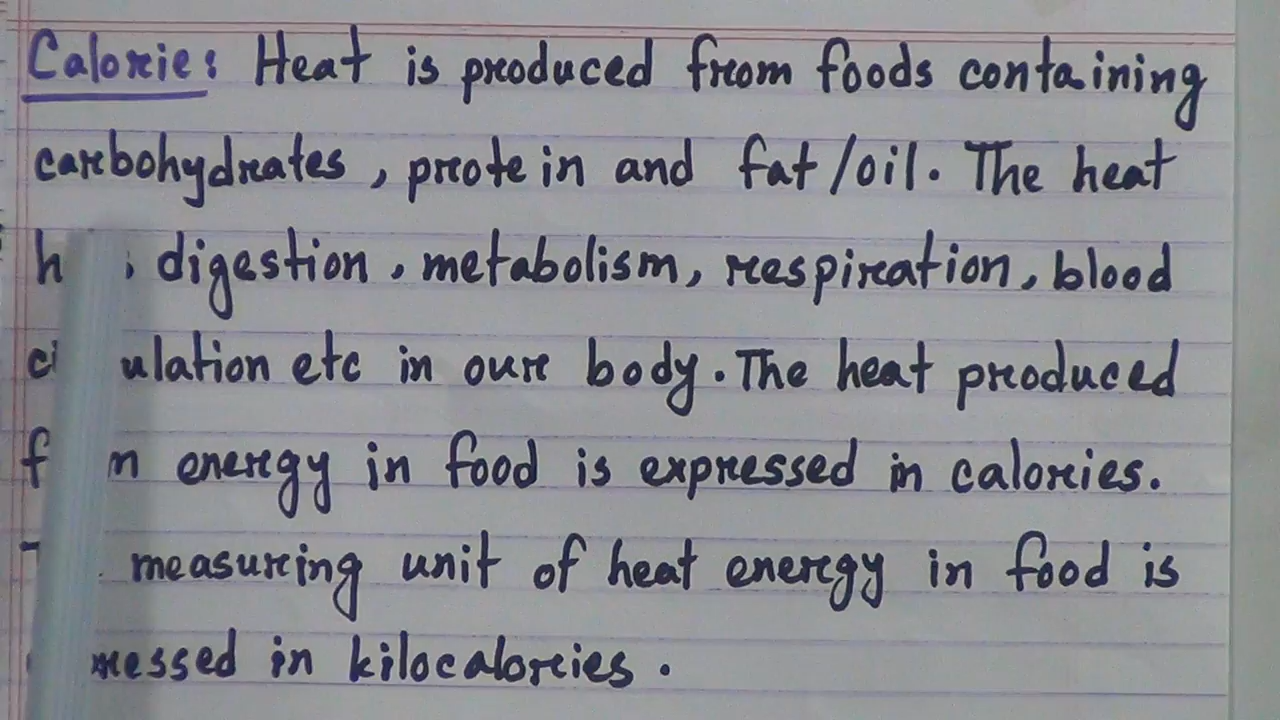 Calorie: Heat is produced from foods containing
carbohydrates, protein and fat/oil. The heat
digestion, metabolism, respiration, blood
etc in our body. The heat produced
energy in food is expressed in calories.
measuring unit of heat energy in food is
in kilocalories.